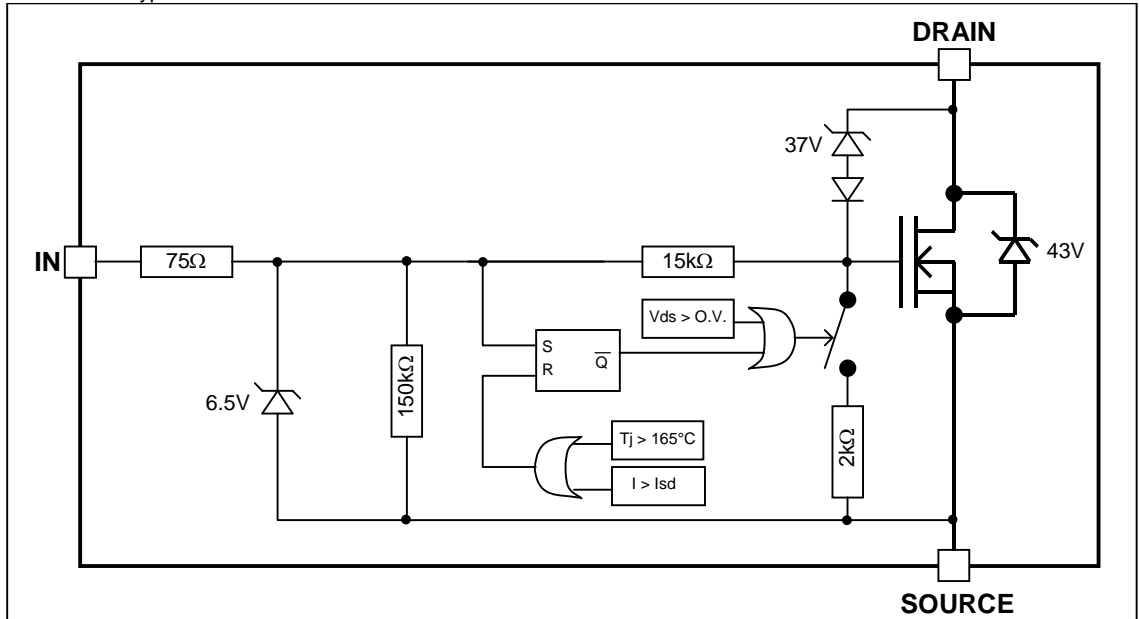 DRAIN
37V
IN
75Ω
15kΩ
43V
Vds > O.V.
S
R
Q̅
150kΩ
6.5V
Tj > 165°C
I > Isd
2kΩ
SOURCE